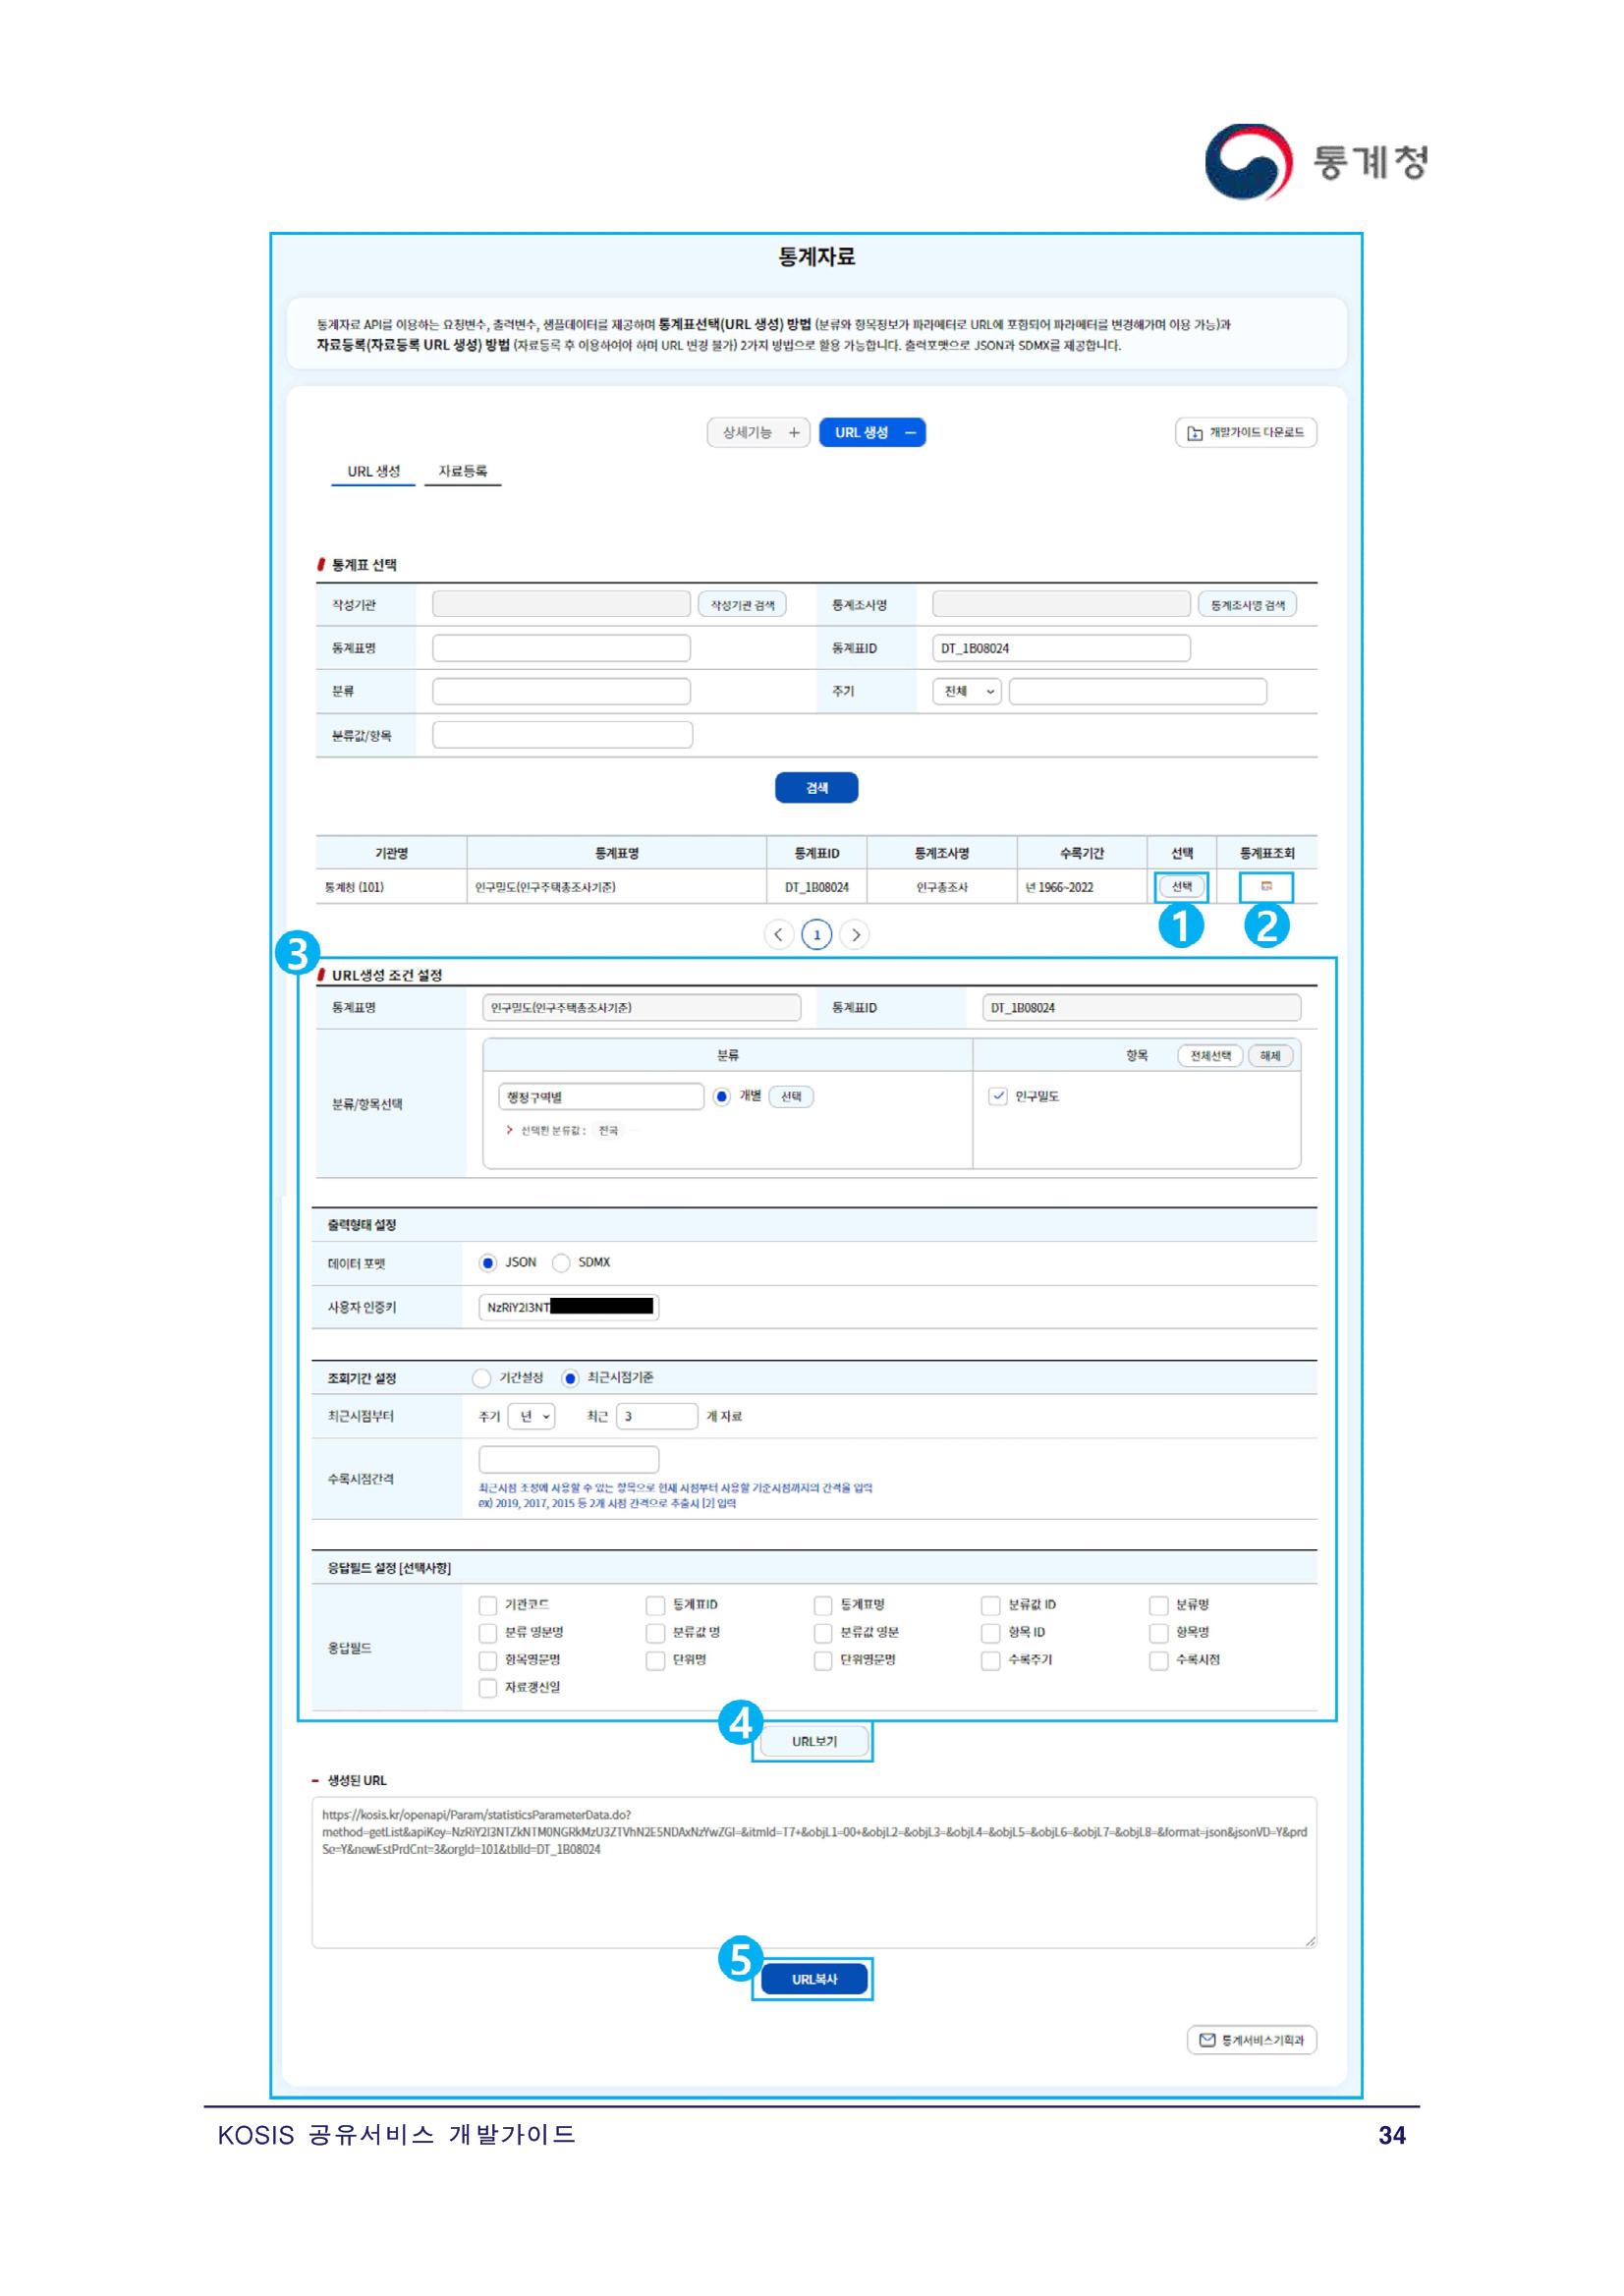 통계청
통계자료
통계자료 API를 이용하는 요청변수, 출력변수, 샘플데이터를 제공하며 통계표선택(URL 생성) 방법 (분류와 항목정보가 파라메터로 URL에 포함되어 파라메터를 변경해가며 이용 가능)과
자료등록(자료등록 URL 생성) 방법 (자료등록 후 이용하여야 하며 URL 변경 불가) 2가지 방법으로 활용 가능합니다. 출력포맷으로 JSON과 SDMX를 제공합니다.
상세기능 + URL 생성 − 개발가이드 다운로드
URL 생성 자료등록
통계표 선택
작성기관 작성기관 검색 통계조사명 통계조사명 검색
통계표명 통계표ID DT_1B08024
분류 주기 전체
분류값/항목
검색
기관명 통계표명 통계표ID 통계조사명 수록기간 선택 통계표조회
통계청 (101) 인구밀도(인구주택총조사기준) DT_1B08024 인구총조사 년 1966~2022 선택
1 2
< 1 >
3
URL생성 조건 설정
통계표명 인구밀도(인구주택총조사기준) 통계표ID DT_1B08024
분류 항목 전체선택 해제
분류/항목선택 행정구역별 개별 선택 인구밀도
> 선택된 분류값 : 전국
출력형태 설정
데이터 포맷 JSON SDMX
사용자 인증키 NzRiY2I3NT
조회기간 설정 기간설정 최근시점기준
최근시점부터 주기 년 최근 3 개 자료
수록시점간격
최근시점 조정에 사용할 수 있는 항목으로 현재 시점부터 사용할 기준시점까지의 간격을 입력
ex) 2019, 2017, 2015 등 2개 시점 간격으로 추출시 [2] 입력
응답필드 설정 [선택사항]
응답필드
기관코드 통계표ID 통계표명 분류값 ID 분류명
분류 영문명 분류값 명 분류값 영문 항목 ID 항목명
항목영문명 단위명 단위영문명 수록주기 수록시점
자료갱신일
4
URL보기
생성된 URL
https://kosis.kr/openapi/Param/statisticsParameterData.do?
method=getList&apiKey=NzRiY2I3NTZkNTM0NGRkMzU3ZTVhN2E5NDAxNzYwZGI=&itmId=T7+&objL1=00+&objL2=&objL3=&objL4=&objL5=&objL6=&objL7=&objL8=&format=json&jsonVD=Y&prd
Se=Y&newEstPrdCnt=3&orgId=101&tblId=DT_1B08024
5
URL복사
통계서비스기획과
KOSIS 공유서비스 개발가이드 34